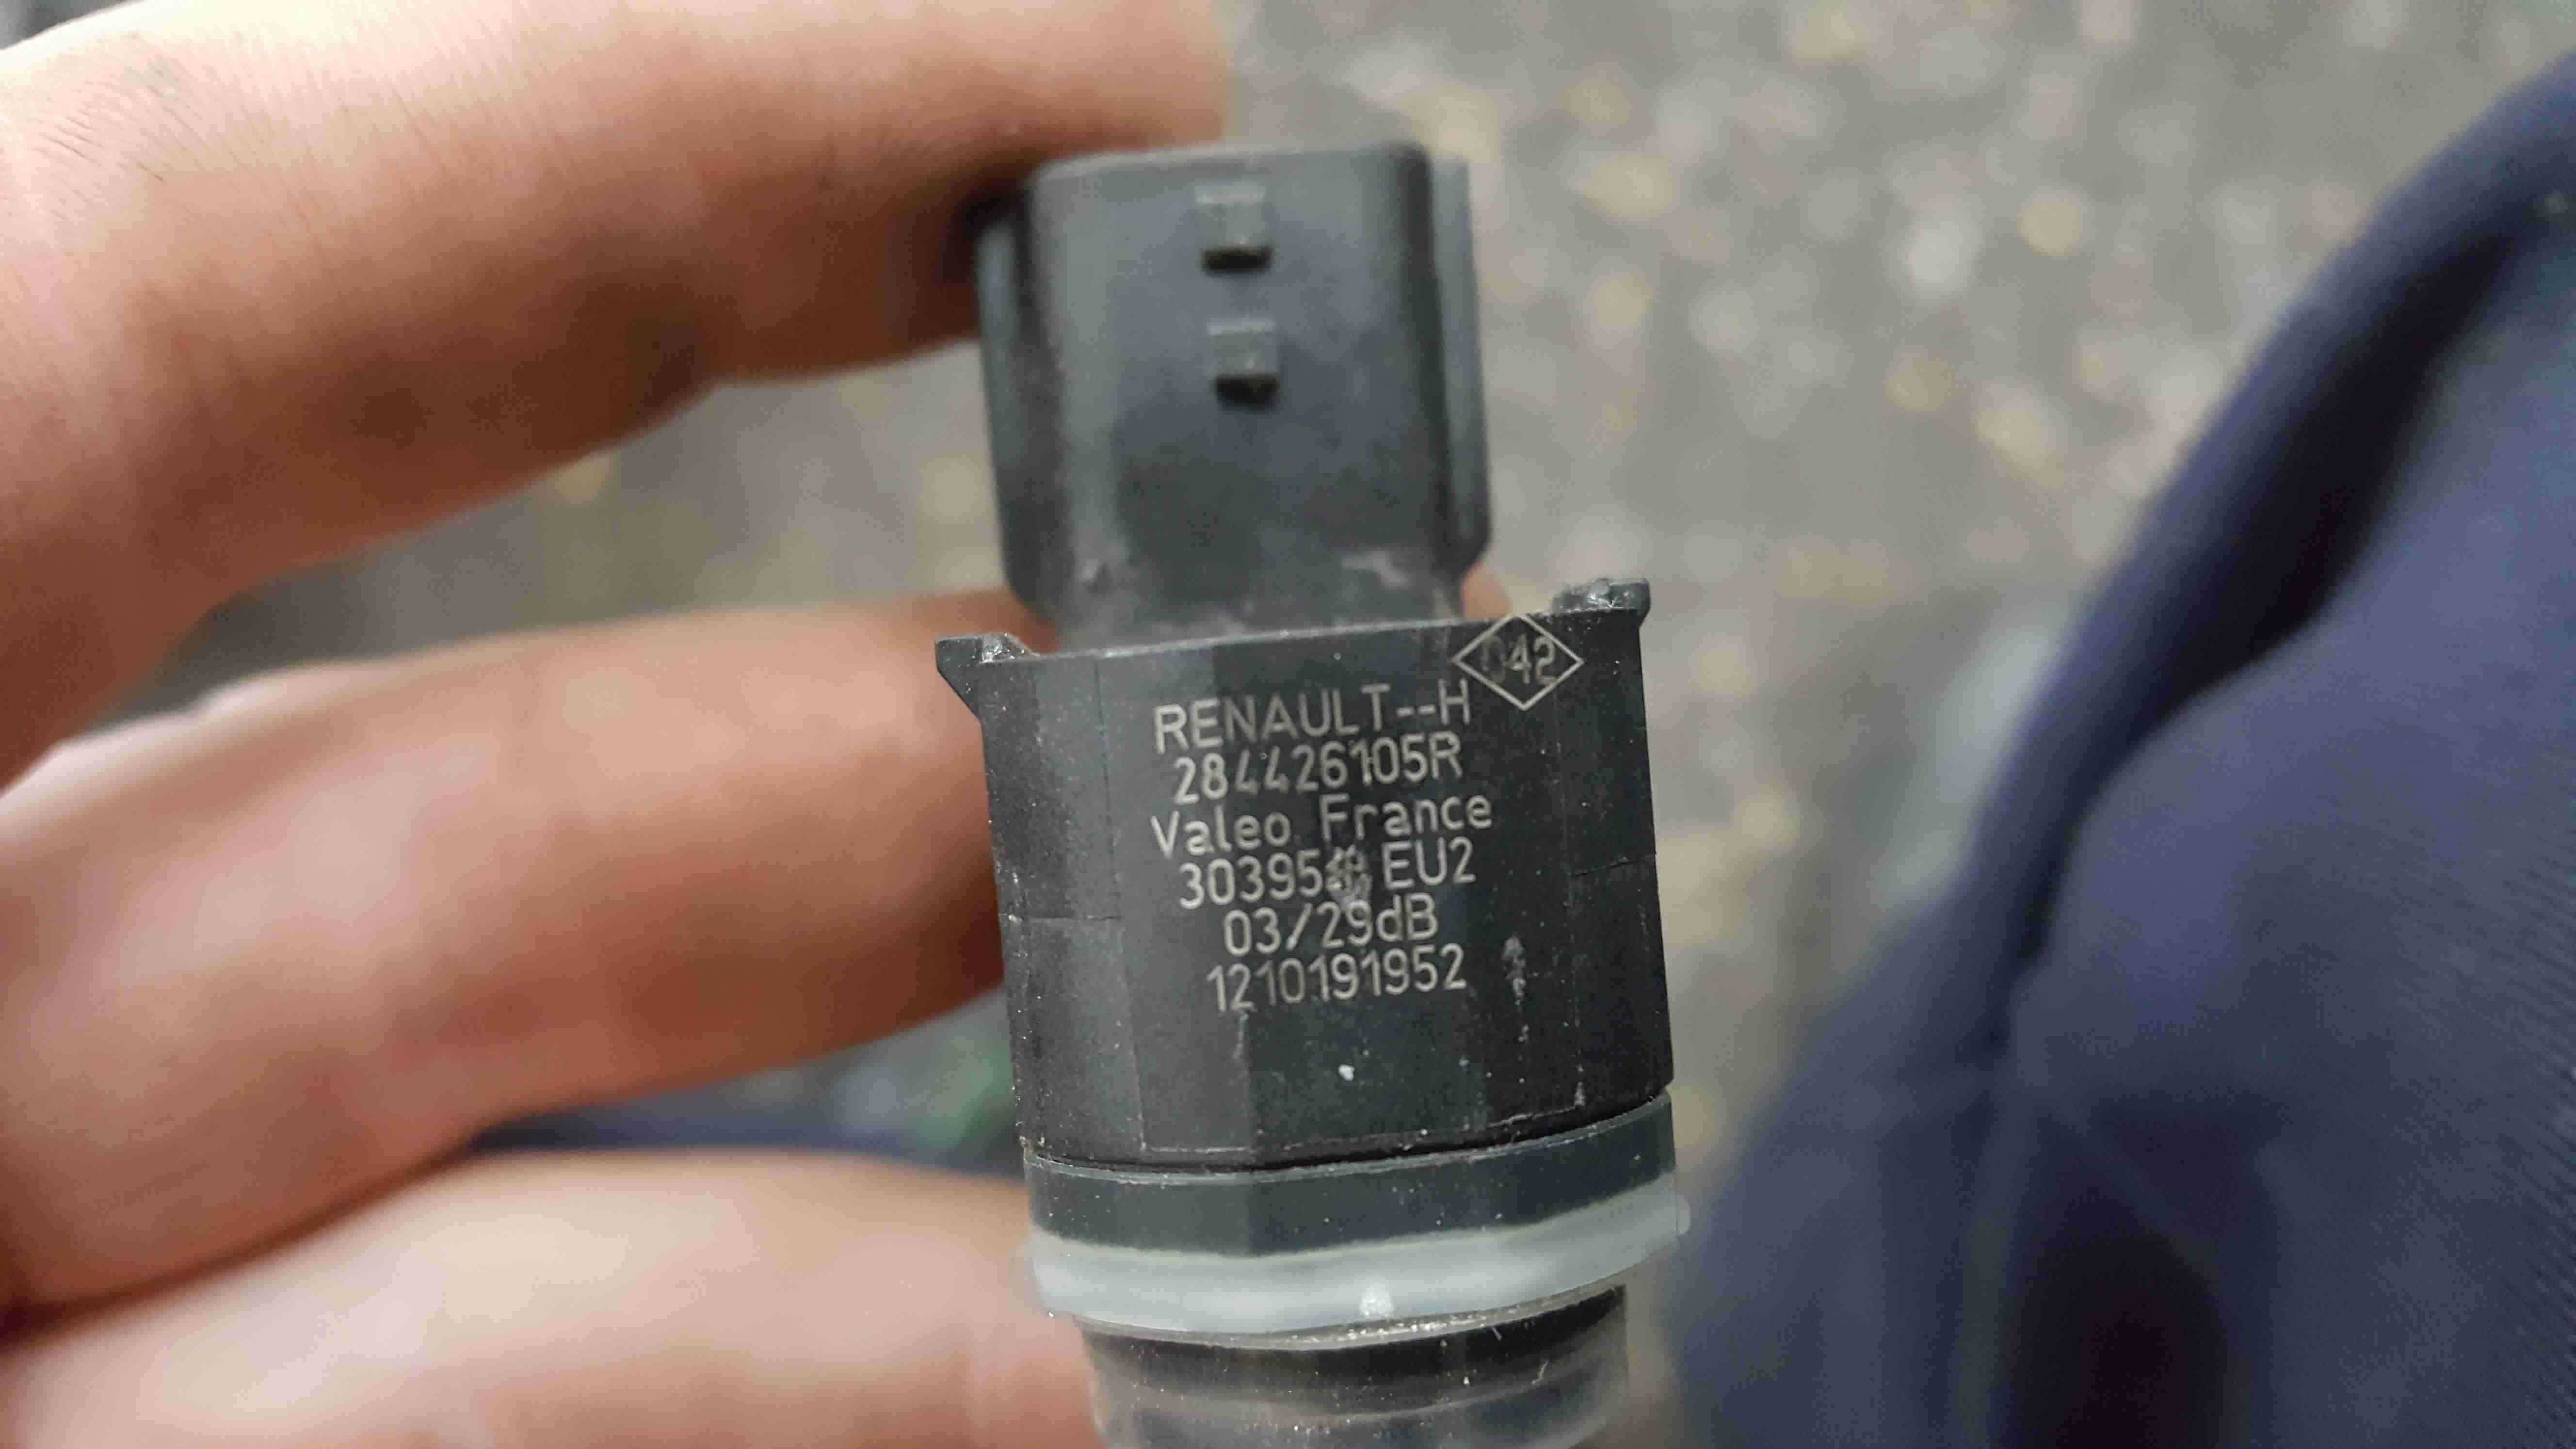 042
RENAULT--H
284426105R
Valeo France
30395 EU2
03/29dB
1210191952